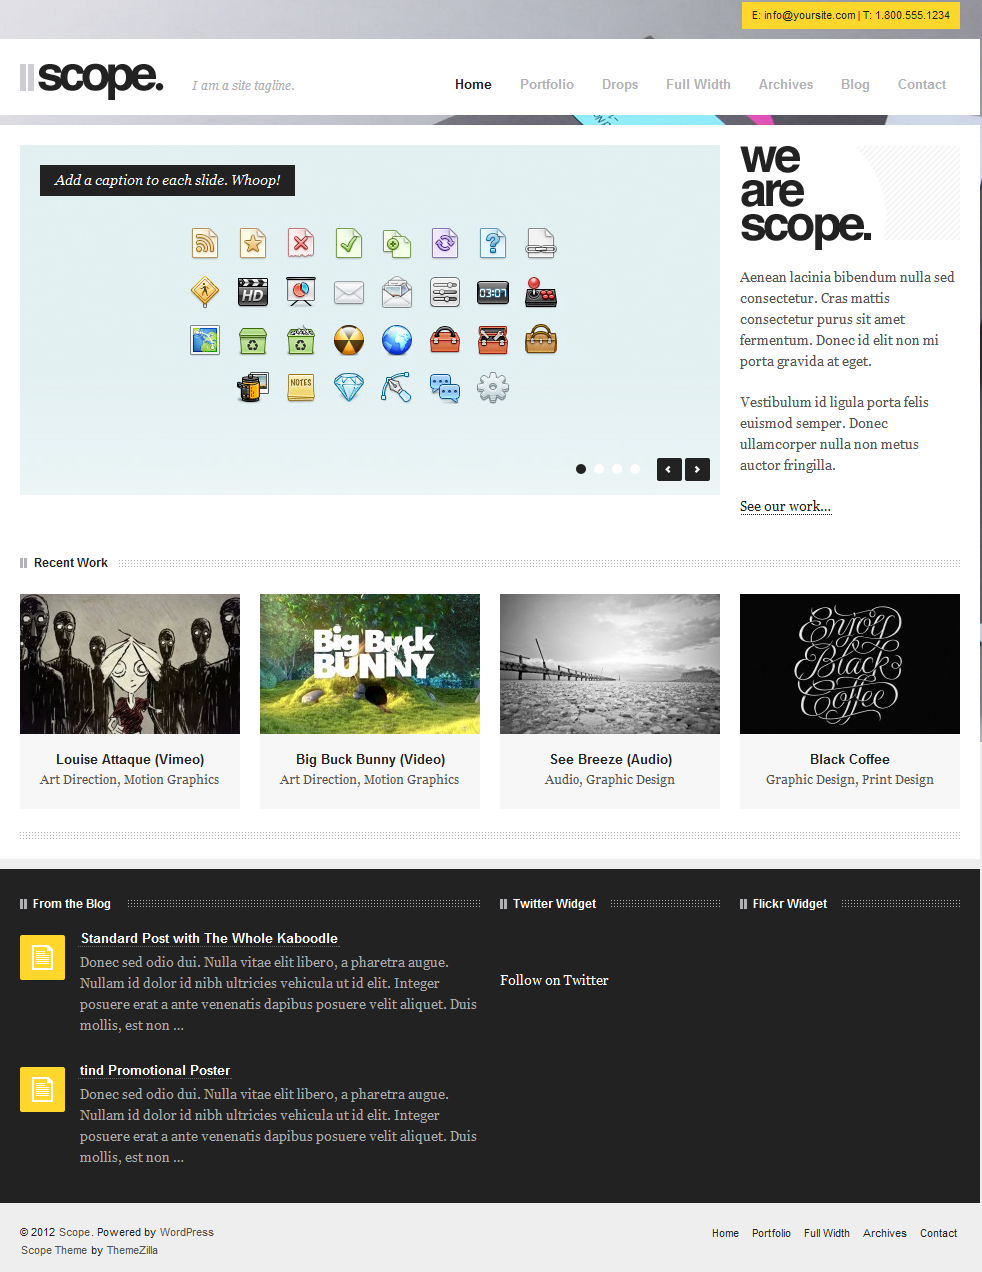 E: info@yoursite.com | T: 1.800.555.1234
scope.
I am a site tagline.
Home Portfolio Drops Full Width Archives Blog Contact
Add a caption to each slide. Whoop!
HD
03:07
NOTES
we
are
scope.
Aenean lacinia bibendum nulla sed
consectetur. Cras mattis
consectetur purus sit amet
fermentum. Donec id elit non mi
porta gravida at eget.
Vestibulum id ligula porta felis
euismod semper. Donec
ullamcorper nulla non metus
auctor fringilla.
See our work...
Recent Work
Big Buck
BUNNY
Enjoy
Black
Coffee
Louise Attaque (Vimeo)
Art Direction, Motion Graphics
Big Buck Bunny (Video)
Art Direction, Motion Graphics
See Breeze (Audio)
Audio, Graphic Design
Black Coffee
Graphic Design, Print Design
From the Blog
Standard Post with The Whole Kaboodle
Donec sed odio dui. Nulla vitae elit libero, a pharetra augue.
Nullam id dolor id nibh ultricies vehicula ut id elit. Integer
posuere erat a ante venenatis dapibus posuere velit aliquet. Duis
mollis, est non ...
tind Promotional Poster
Donec sed odio dui. Nulla vitae elit libero, a pharetra augue.
Nullam id dolor id nibh ultricies vehicula ut id elit. Integer
posuere erat a ante venenatis dapibus posuere velit aliquet. Duis
mollis, est non ...
Twitter Widget
Follow on Twitter
Flickr Widget
© 2012 Scope. Powered by WordPress
Scope Theme by ThemeZilla
Home Portfolio Full Width Archives Contact